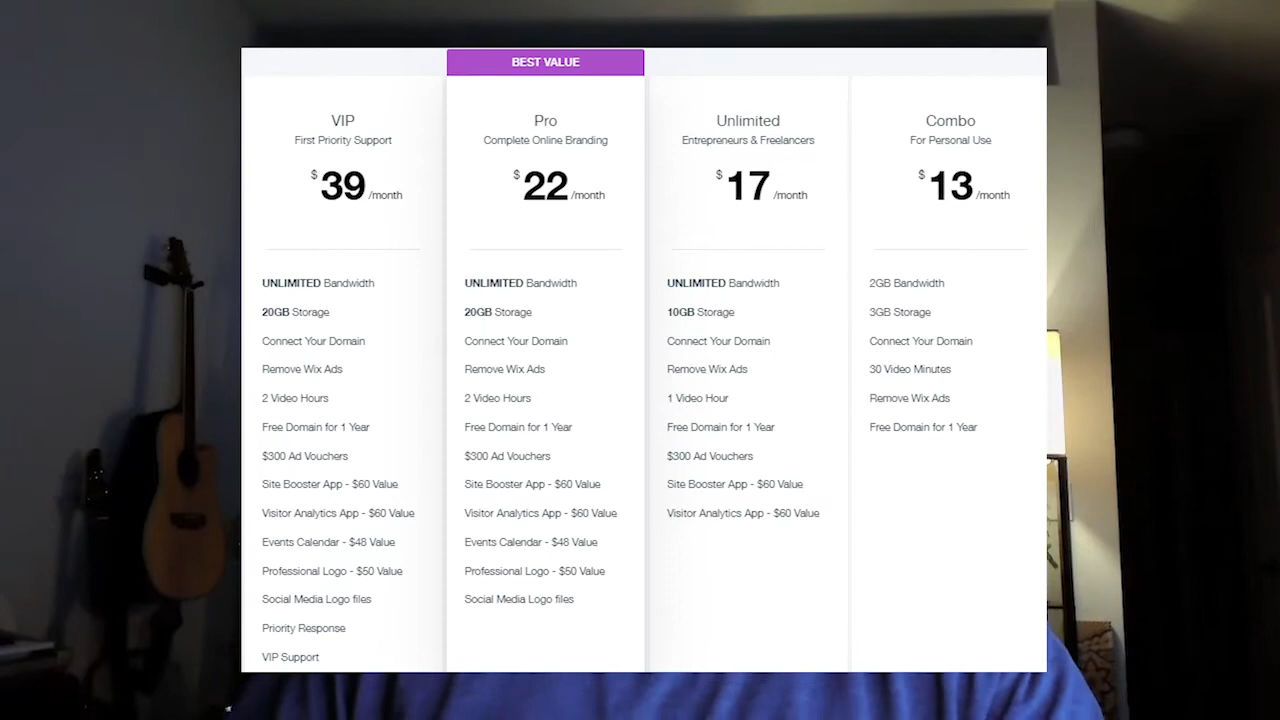 BEST VALUE
VIP
First Priority Support
$39/month
UNLIMITED Bandwidth
20GB Storage
Connect Your Domain
Remove Wix Ads
2 Video Hours
Free Domain for 1 Year
$300 Ad Vouchers
Site Booster App - $60 Value
Visitor Analytics App - $60 Value
Events Calendar - $48 Value
Professional Logo - $50 Value
Social Media Logo files
Priority Response
VIP Support
Pro
Complete Online Branding
$22/month
UNLIMITED Bandwidth
20GB Storage
Connect Your Domain
Remove Wix Ads
2 Video Hours
Free Domain for 1 Year
$300 Ad Vouchers
Site Booster App - $60 Value
Visitor Analytics App - $60 Value
Events Calendar - $48 Value
Professional Logo - $50 Value
Social Media Logo files
Unlimited
Entrepreneurs & Freelancers
$17/month
UNLIMITED Bandwidth
10GB Storage
Connect Your Domain
Remove Wix Ads
1 Video Hour
Free Domain for 1 Year
$300 Ad Vouchers
Site Booster App - $60 Value
Visitor Analytics App - $60 Value
Combo
For Personal Use
$13/month
2GB Bandwidth
3GB Storage
Connect Your Domain
30 Video Minutes
Remove Wix Ads
Free Domain for 1 Year